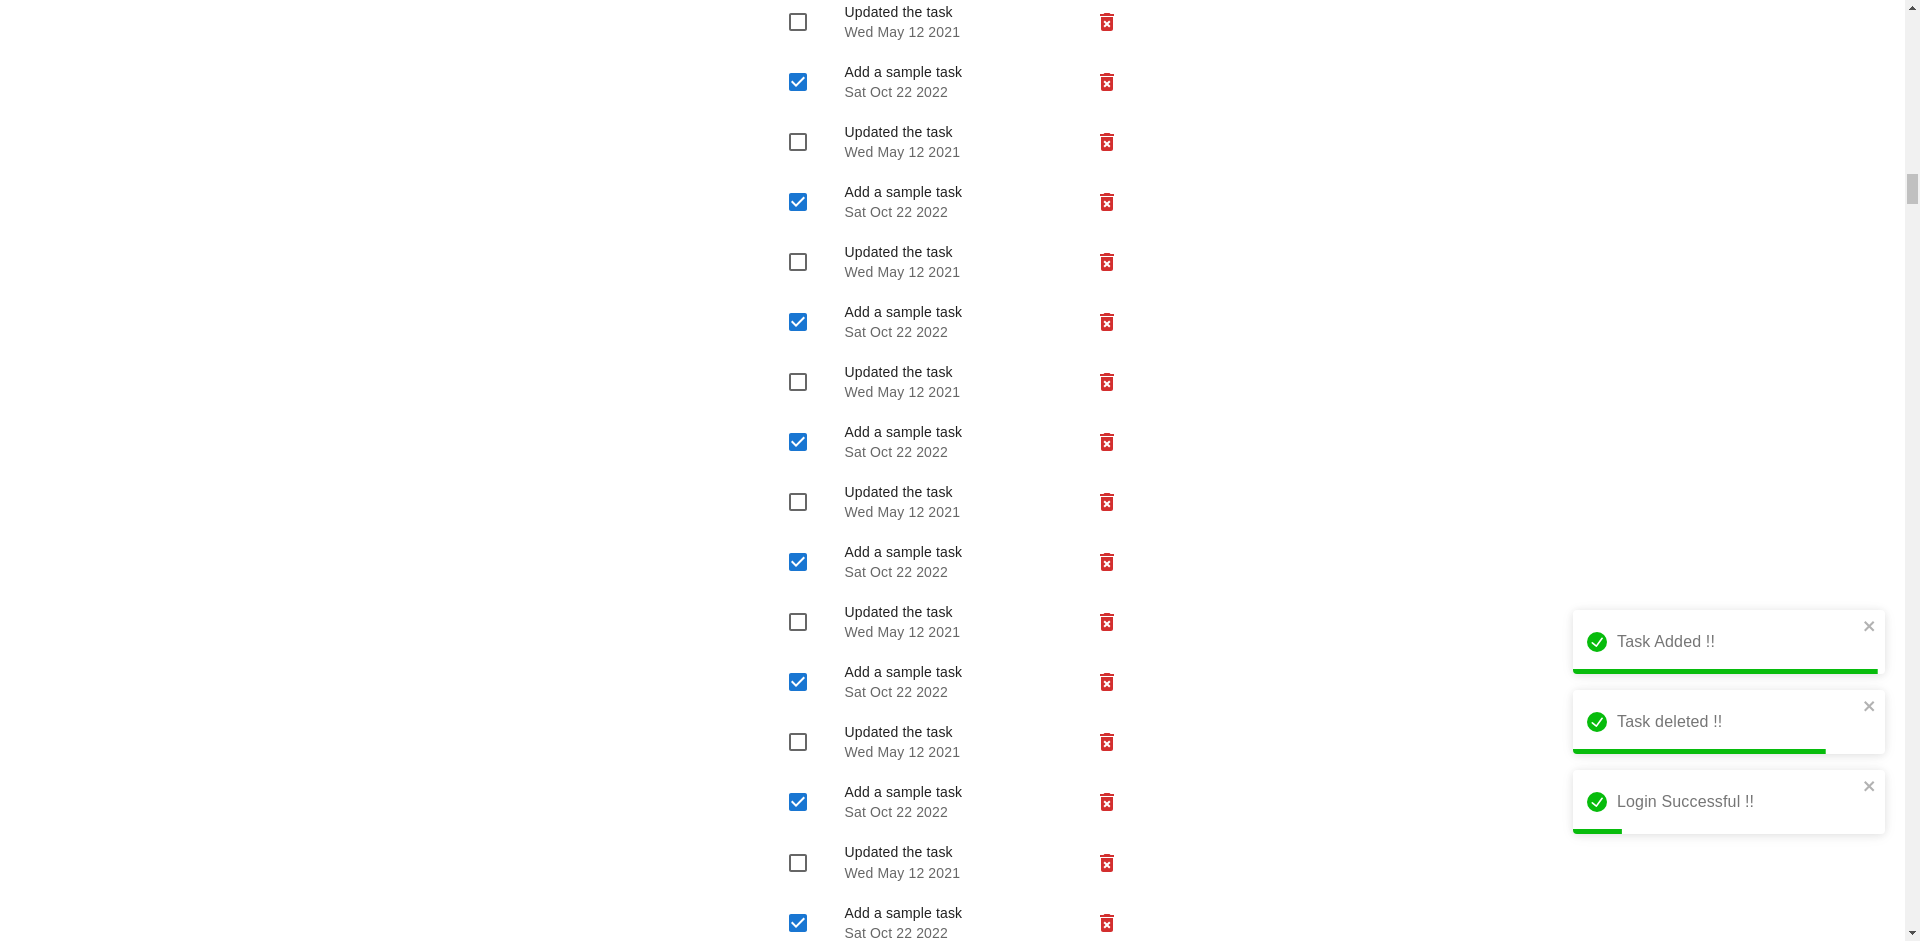 Updated the task
Wed May 12 2021
Add a sample task
Sat Oct 22 2022
Updated the task
Wed May 12 2021
Add a sample task
Sat Oct 22 2022
Updated the task
Wed May 12 2021
Add a sample task
Sat Oct 22 2022
Updated the task
Wed May 12 2021
Add a sample task
Sat Oct 22 2022
Updated the task
Wed May 12 2021
Add a sample task
Sat Oct 22 2022
Updated the task
Wed May 12 2021
Add a sample task
Sat Oct 22 2022
Updated the task
Wed May 12 2021
Add a sample task
Sat Oct 22 2022
Updated the task
Wed May 12 2021
Add a sample task
Sat Oct 22 2022
Task Added !!
Task deleted !!
Login Successful !!